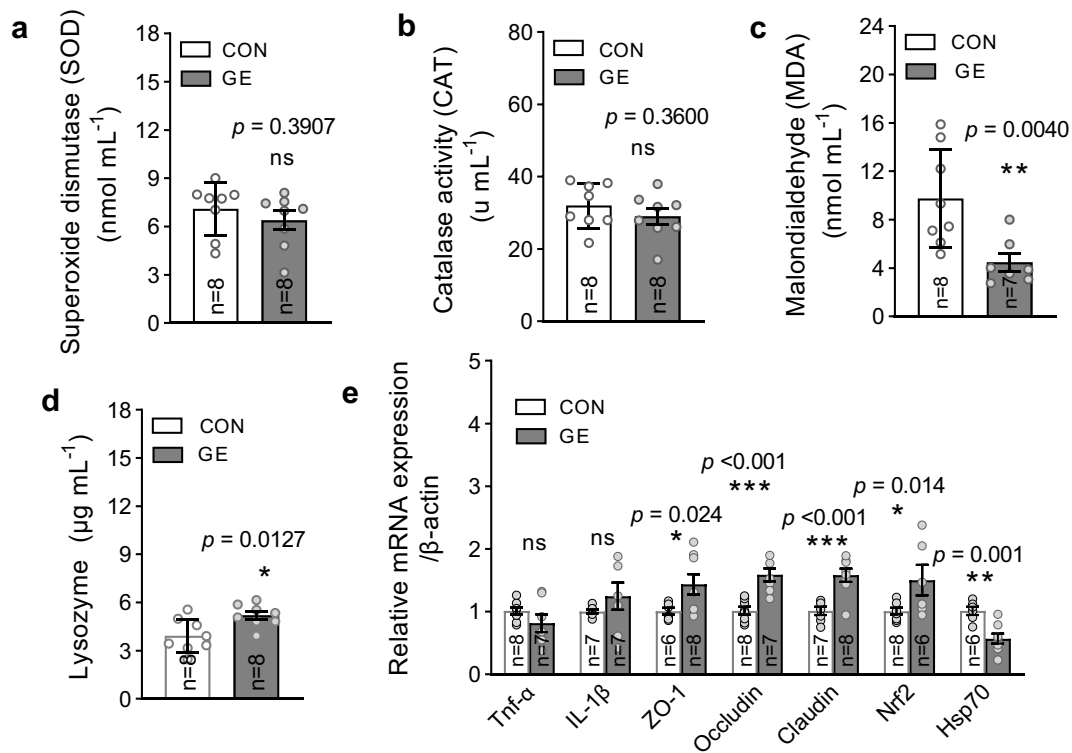 a
Superoxide dismutase (SOD)
(nmol mL-1)
18
15
12
9
6
3
0
CON
GE
p = 0.3907
ns
n=8
n=8
b
Catalase activity (CAT)
(u mL-1)
80
60
40
20
0
CON
GE
p = 0.3600
ns
n=8
n=8
c
Malondialdehyde (MDA)
(nmol mL-1)
24
20
16
12
8
4
0
CON
GE
p = 0.0040
**
n=8
n=7
d
Lysozyme (μg mL-1)
18
15
12
9
6
3
0
CON
GE
p = 0.0127
*
n=8
n=8
e
Relative mRNA expression
/β-actin
5
4
3
2
1
0
CON
GE
ns
ns
p = 0.024
*
p <0.001
***
p <0.001
***
p = 0.014
*
p = 0.001
**
n=8
n=7
n=7
n=7
n=6
n=8
n=8
n=7
n=7
n=8
n=8
n=6
n=6
Tnf-α
IL-1β
ZO-1
Occludin
Claudin
Nrf2
Hsp70